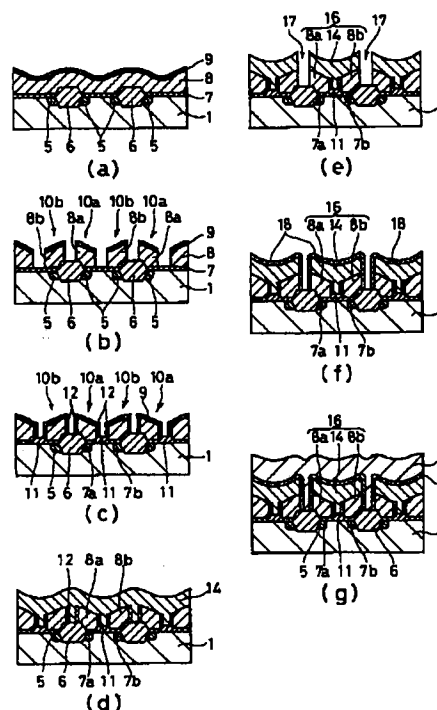 9
8
7
1
5 6 5 6 5
(a)
10b 10a 10b 10a
8b 8a 8b 8a
9
8
7
1
5 6 5 6 5
(b)
10b 10a 10b 10a
12 12 9
11 5 6 7a 11 7b 11
1
(c)
12 8a 8b
14
1
5 6 7a 11 7b
(d)
17 16 17
8a 14 8b
7a 11 7b
(e)
16
18 8a 14 8b 18
7a 11 7b
(f)
16
8a 14 8b
5 7a 11 7b 6
(g)